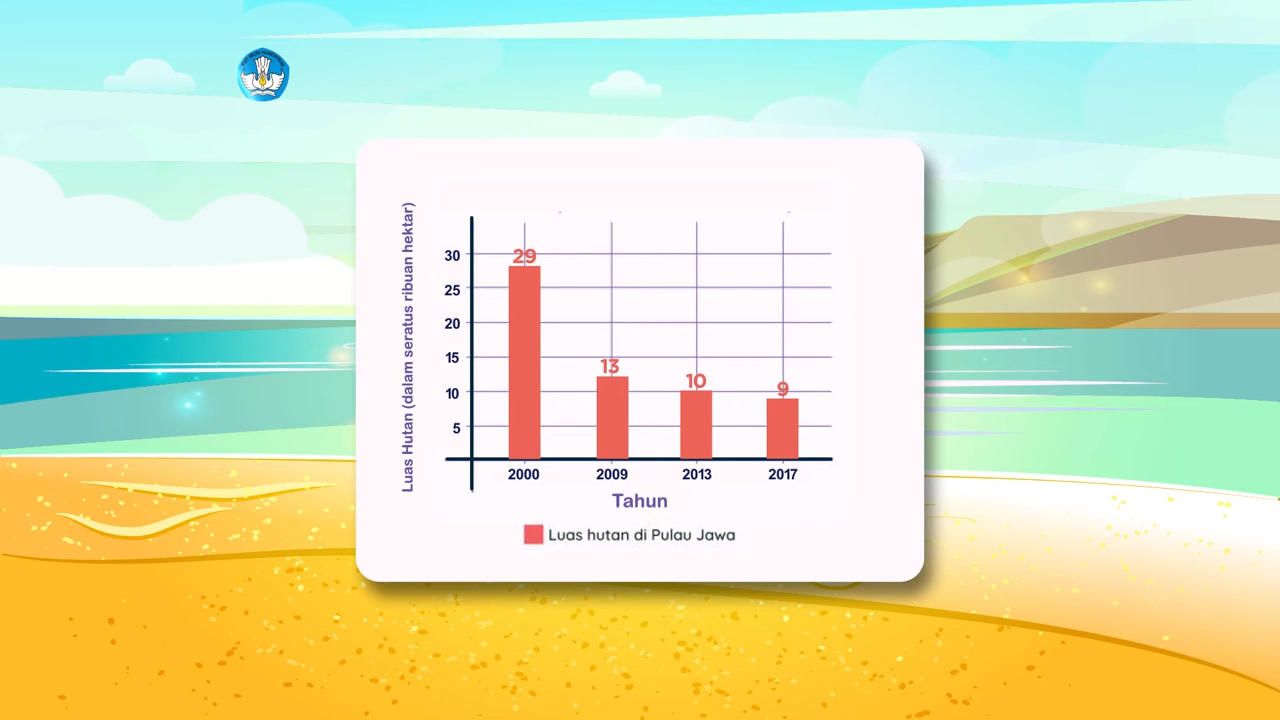 Luas Hutan (dalam seratus ribuan hektar)
30
25
20
15
10
5
29
13
10
9
2000 2009 2013 2017
Tahun
Luas hutan di Pulau Jawa